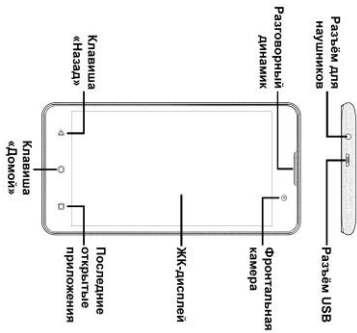 Разъём для
наушников
Разъём USB
Разговорный
динамик
Фронтальная
камера
ЖК-дисплей
Клавиша
«Назад»
Клавиша
«Домой»
Последние
открытые
приложения